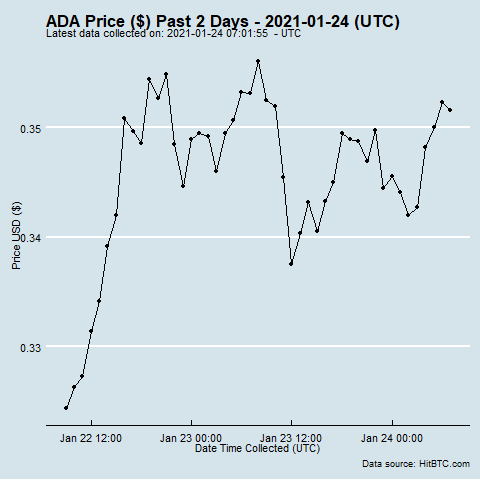 ADA Price ($) Past 2 Days - 2021-01-24 (UTC)
Latest data collected on: 2021-01-24 07:01:55 - UTC
0.35
0.34
0.33
Price USD ($)
Jan 22 12:00 Jan 23 00:00 Jan 23 12:00 Jan 24 00:00
Date Time Collected (UTC)
Data source: HitBTC.com